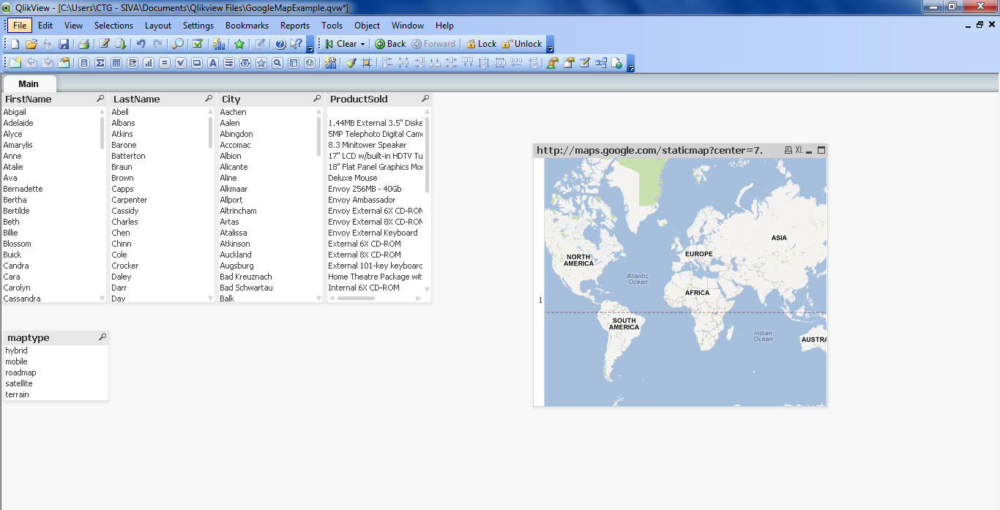 QlikView - [C:\Users\CTG - SIVA\Documents\Qlikview Files\GoogleMapExample.qvw*]
File Edit View Selections Layout Settings Bookmarks Reports Tools Object Window Help
Clear Back Forward Lock Unlock
Main
FirstName
Abigail
Adelaide
Alyce
Amarylis
Anne
Atalie
Ava
Bernadette
Bertha
Bertilde
Beth
Billie
Blossom
Buick
Candra
Cara
Carolyn
Cassandra
LastName
Abell
Albans
Atkins
Barone
Batterton
Braun
Brown
Capps
Carpenter
Cassidy
Charles
Chen
Chinn
Cole
Crocker
Daley
Darr
Day
City
Aachen
Aalen
Abingdon
Accomac
Albion
Alicante
Aline
Alkmaar
Allport
Altrincham
Artas
Atalissa
Atkinson
Auckland
Augsburg
Bad Kreuznach
Bad Schwartau
Balk
ProductSold
1.44MB External 3.5" Diske
5MP Telephoto Digital Cam
8.3 Minitower Speaker
17" LCD w/built-in HDTV Tu
18" Flat Panel Graphics Mo
Deluxe Mouse
Envoy 256MB - 40Gb
Envoy Ambassador
Envoy External 6X CD-ROM
Envoy External 8X CD-ROM
Envoy External Keyboard
External 6X CD-ROM
External 8X CD-ROM
External 101-key keyboard
Home Theatre Package wit
Internal 6X CD-ROM
maptype
hybrid
mobile
roadmap
satellite
terrain
http://maps.google.com/staticmap?center=7.
XL
1
NORTH
AMERICA
Atlantic
Ocean
EUROPE
ASIA
AFRICA
SOUTH
AMERICA
Indian
Ocean
AUSTRA